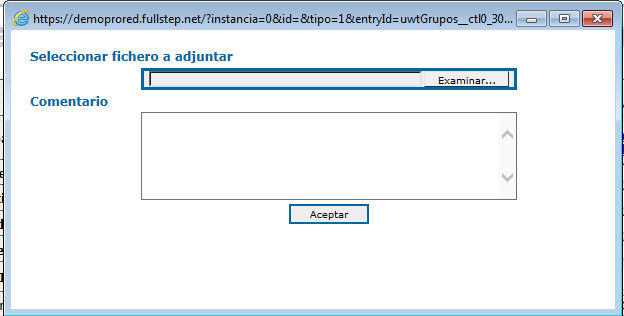 https://demoprored.fullstep.net/?instancia=0&id=&tipo=1&entryId=uwtGrupos__ctl0_30...
Seleccionar fichero a adjuntar
Examinar...
Comentario
Aceptar